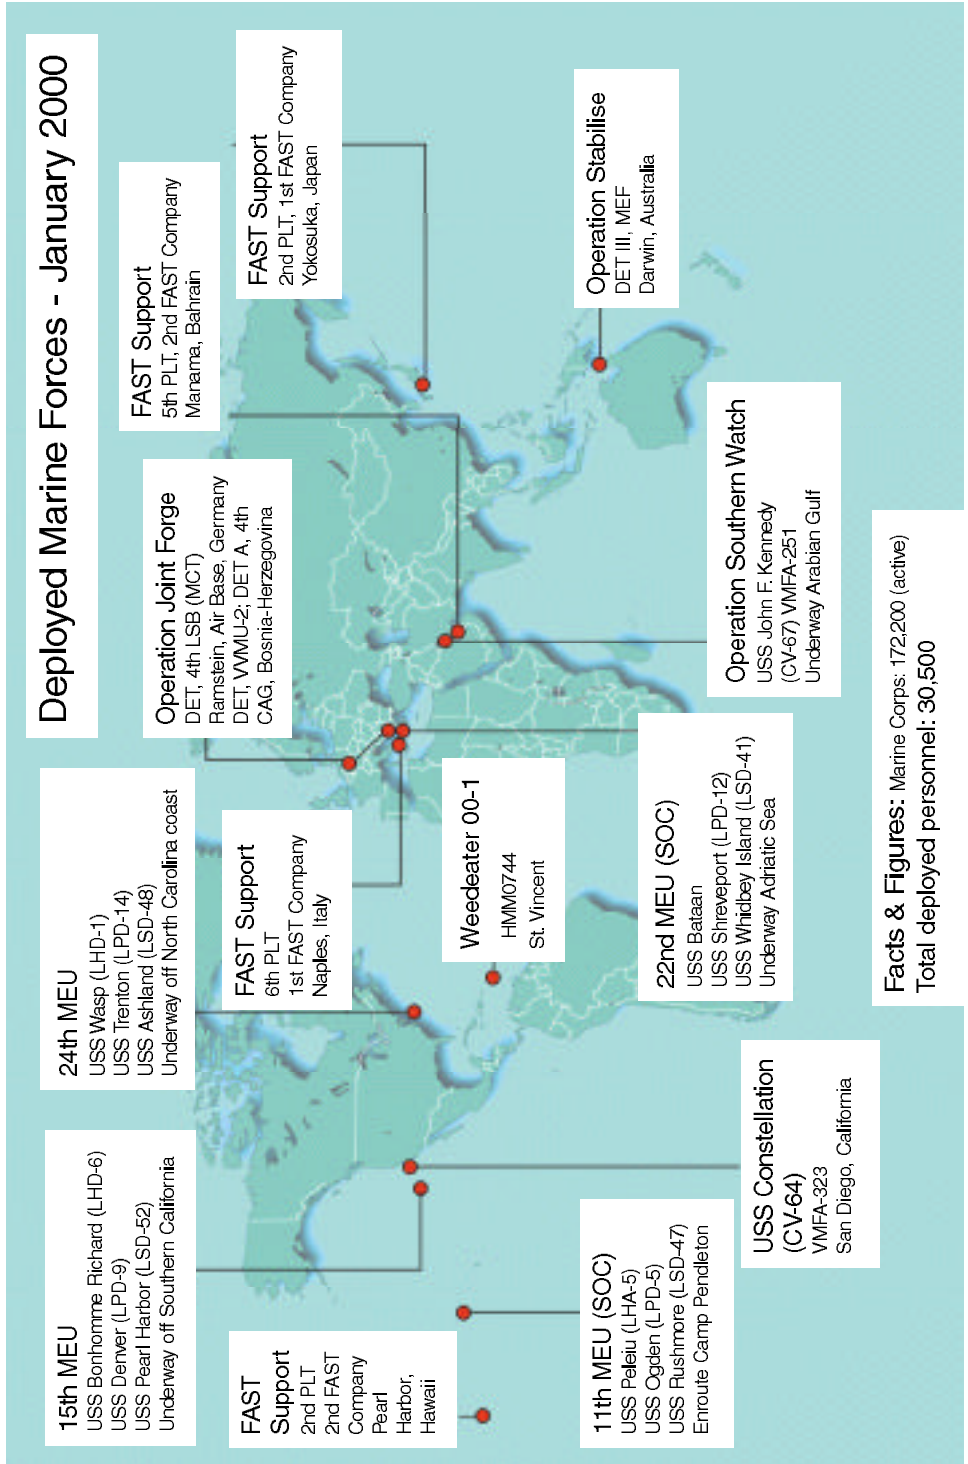 Deployed Marine Forces - January 2000
15th MEU
USS Bonhomme Richard (LHD-6)
USS Denver (LPD-9)
USS Pearl Harbor (LSD-52)
Underway off Southern California
24th MEU
USS Wasp (LHD-1)
USS Trenton (LPD-14)
USS Ashland (LSD-48)
Underway off North Carolina coast
Operation Joint Forge
DET, 4th LSB (MCT)
Ramstein, Air Base, Germany
DET, VVMU-2; DET A, 4th
CAG, Bosnia-Herzegovina
FAST Support
5th PLT, 2nd FAST Company
Manama, Bahrain
FAST Support
2nd PLT, 1st FAST Company
Yokosuka, Japan
FAST
Support
2nd PLT
2nd FAST
Company
Pearl
Harbor,
Hawaii
FAST Support
6th PLT
1st FAST Company
Naples, Italy
Weedeater 00-1
HMM0744
St. Vincent
Operation Stabilise
DET III, MEF
Darwin, Australia
11th MEU (SOC)
USS Peleiu (LHA-5)
USS Ogden (LPD-5)
USS Rushmore (LSD-47)
Enroute Camp Pendleton
USS Constellation
(CV-64)
VMFA-323
San Diego, California
22nd MEU (SOC)
USS Bataan
USS Shreveport (LPD-12)
USS Whidbey Island (LSD-41)
Underway Adriatic Sea
Operation Southern Watch
USS John F. Kennedy
(CV-67) VMFA-251
Underway Arabian Gulf
Facts & Figures: Marine Corps: 172,200 (active)
Total deployed personnel: 30,500